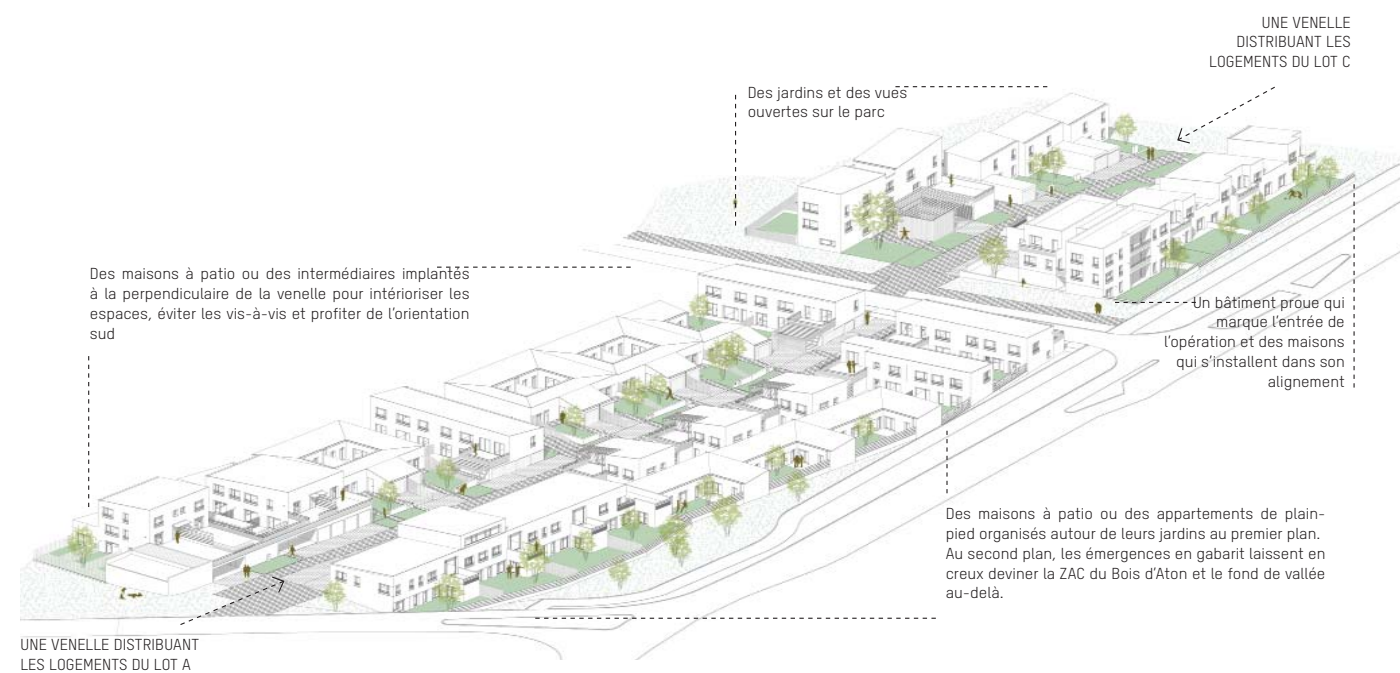 UNE VENELLE
DISTRIBUANT LES
LOGEMENTS DU LOT C
Des jardins et des vues
ouvertes sur le parc
Des maisons à patio ou des intermédiaires implantés
à la perpendiculaire de la venelle pour intérioriser les
espaces, éviter les vis-à-vis et profiter de l'orientation
sud
Un bâtiment proue qui
marque l'entrée de
l'opération et des maisons
qui s'installent dans son
alignement
Des maisons à patio ou des appartements de plain-
pied organisés autour de leurs jardins au premier plan.
Au second plan, les émergences en gabarit laissent en
creux deviner la ZAC du Bois d'Aton et le fond de vallée
au-delà.
UNE VENELLE DISTRIBUANT
LES LOGEMENTS DU LOT A